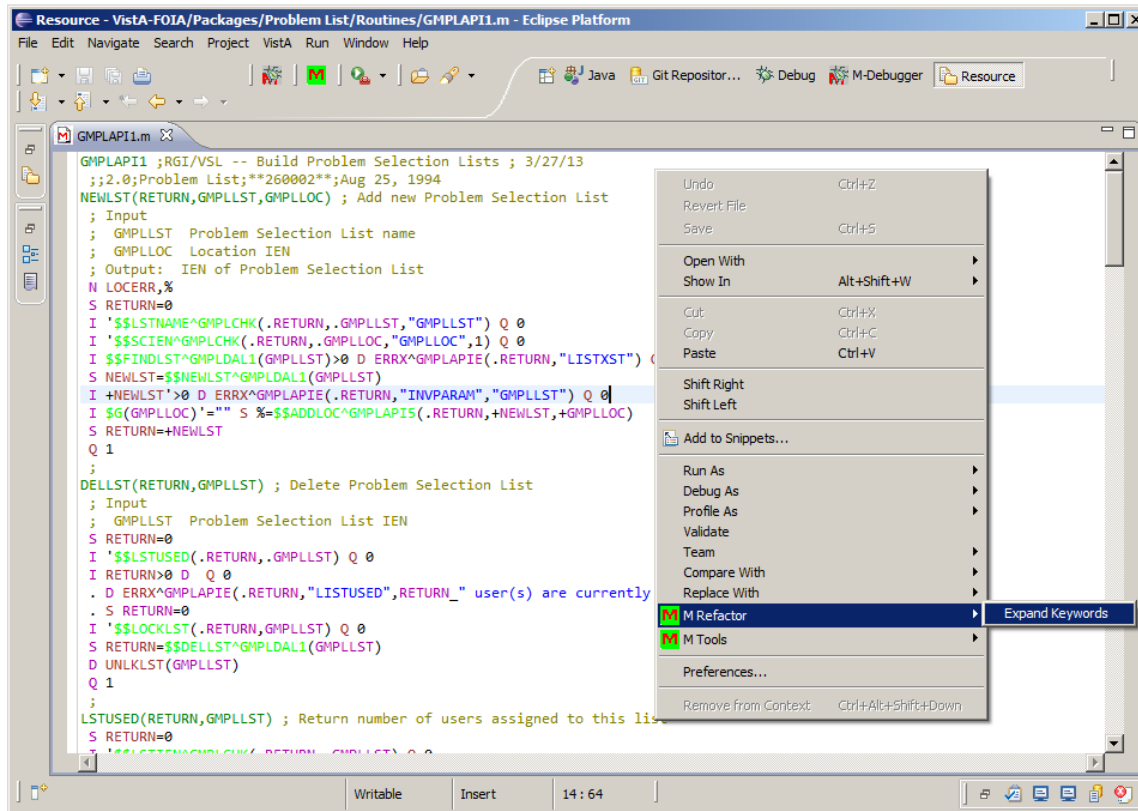 Resource - VistA-FOIA/Packages/Problem List/Routines/GMPLAPI1.m - Eclipse Platform
File Edit Navigate Search Project VistA Run Window Help
M Java Git Repositor... Debug M-Debugger Resource
M GMPLAPI1.m
GMPLAPI1 ;RGI/VSL -- Build Problem Selection Lists ; 3/27/13
;;2.0;Problem List;**260002**;Aug 25, 1994
NEWLST(RETURN,GMPLLST,GMPLLOC) ; Add new Problem Selection List
; Input
;  GMPLLST  Problem Selection List name
;  GMPLLOC  Location IEN
; Output:  IEN of Problem Selection List
N LOCERR,%
S RETURN=0
I '$$LSTNAME^GMPLCHK(.RETURN,.GMPLLST,"GMPLLST") Q 0
I '$$SCIEN^GMPLCHK(.RETURN,.GMPLLOC,"GMPLLOC",1) Q 0
I $$FINDLST^GMPLDAL1(GMPLLST)>0 D ERRX^GMPLAPIE(.RETURN,"LISTXST")
S NEWLST=$$NEWLST^GMPLDAL1(GMPLLST)
I +NEWLST'>0 D ERRX^GMPLAPIE(.RETURN,"INVPARAM","GMPLLST") Q 0
I $G(GMPLLOC)'="" S %=$$ADDLOC^GMPLAPI5(.RETURN,+NEWLST,+GMPLLOC)
S RETURN=+NEWLST
Q 1
;
DELLST(RETURN,GMPLLST) ; Delete Problem Selection List
; Input
;  GMPLLST  Problem Selection List IEN
S RETURN=0
I '$$LSTUSED(.RETURN,.GMPLLST) Q 0
I RETURN>0 D  Q 0
. D ERRX^GMPLAPIE(.RETURN,"LISTUSED",RETURN_" user(s) are currently
. S RETURN=0
I '$$LOCKLST(.RETURN,GMPLLST) Q 0
S RETURN=$$DELLST^GMPLDAL1(GMPLLST)
D UNLKLST(GMPLLST)
Q 1
;
LSTUSED(RETURN,GMPLLST) ; Return number of users assigned to this list
S RETURN=0
Undo Ctrl+Z
Revert File
Save Ctrl+S
Open With
Show In Alt+Shift+W
Cut Ctrl+X
Copy Ctrl+C
Paste Ctrl+V
Shift Right
Shift Left
Add to Snippets...
Run As
Debug As
Profile As
Validate
Team
Compare With
Replace With
M M Refactor
Expand Keywords
M M Tools
Preferences...
Remove from Context Ctrl+Alt+Shift+Down
Writable Insert 14 : 64